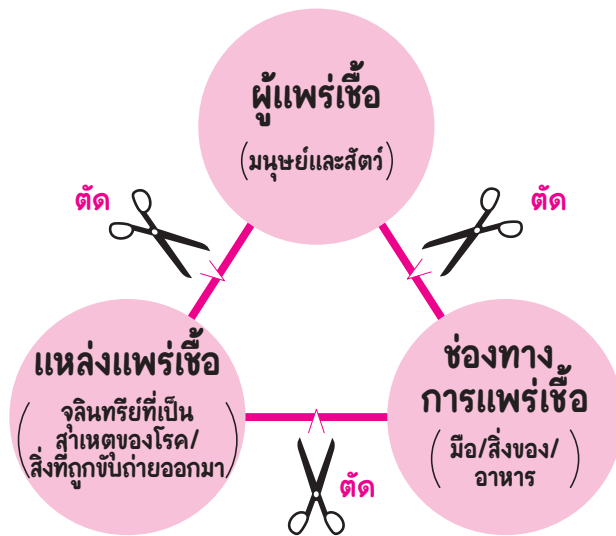 ผู้แพร่เชื้อ
(มนุษย์และสัตว์)
ตัด
ตัด
แหล่งแพร่เชื้อ
(จุลินทรีย์ที่เป็น
สาเหตุของโรค/
สิ่งที่ถูกขับถ่ายออกมา)
ช่องทาง
การแพร่เชื้อ
(มือ/สิ่งของ/
อาหาร)
ตัด